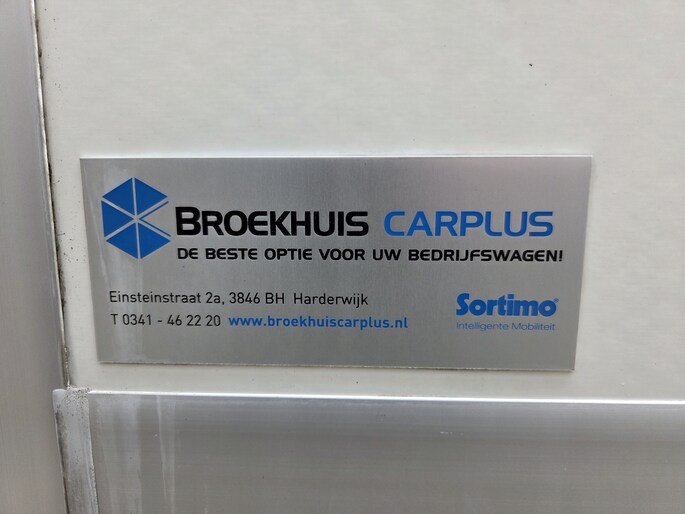 BROEKHUIS CARPLUS
DE BESTE OPTIE VOOR UW BEDRIJFSWAGEN!
Einsteinstraat 2a, 3846 BH Harderwijk
T 0341 - 46 22 20 www.broekhuiscarplus.nl
Sortimo®
Intelligente Mobiliteit